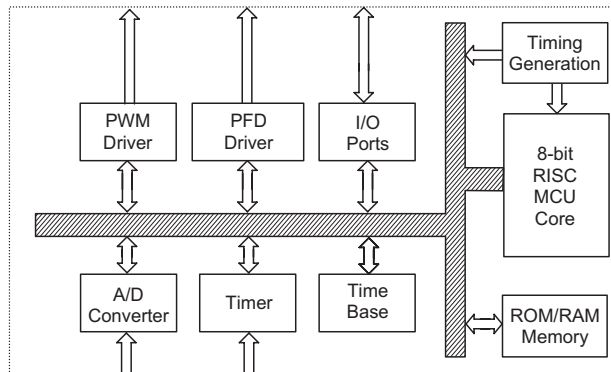 Timing
Generation
PWM
Driver
PFD
Driver
I/O
Ports
8-bit
RISC
MCU
Core
A/D
Converter
Timer
Time
Base
ROM/RAM
Memory